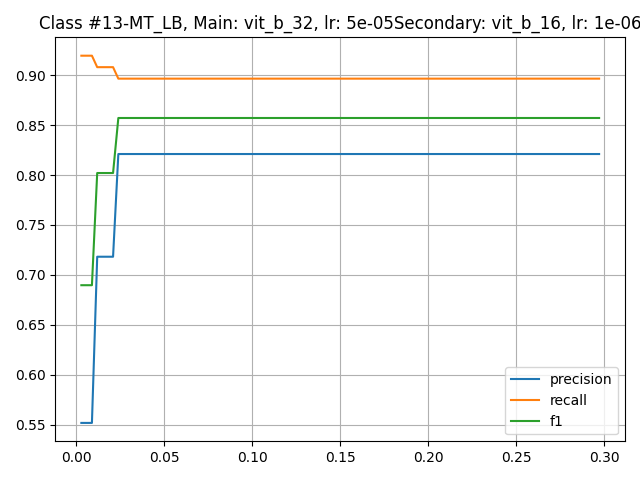 Class #13-MT_LB, Main: vit_b_32, lr: 5e-05Secondary: vit_b_16, lr: 1e-06
0.90
0.85
0.80
0.75
0.70
0.65
0.60
0.55
precision
recall
f1
0.00 0.05 0.10 0.15 0.20 0.25 0.30